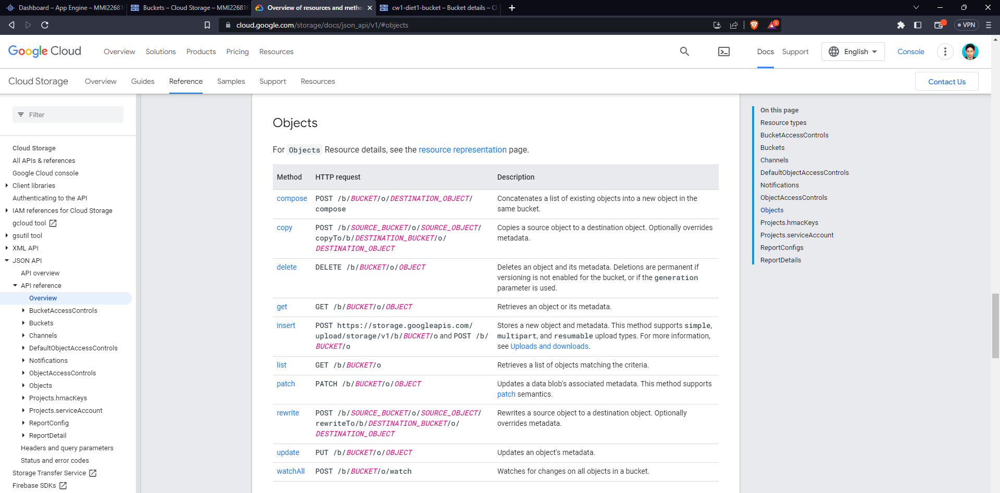 Dashboard – App Engine – MMI22681
Buckets – Cloud Storage – MMI22681
Overview of resources and metho
cw1-diet1-bucket – Bucket details – Cl
cloud.google.com/storage/docs/json_api/v1/#objects
1
VPN
Google Cloud
Overview
Solutions
Products
Pricing
Resources
Docs
Support
English
Console
Cloud Storage
Overview
Guides
Reference
Samples
Support
Resources
Contact Us
Filter
Cloud Storage
All APIs & references
Google Cloud console
Client libraries
Authenticating to the API
IAM references for Cloud Storage
gcloud tool
gsutil tool
XML API
JSON API
API overview
API reference
Overview
BucketAccessControls
Buckets
Channels
DefaultObjectAccessControls
Notifications
ObjectAccessControls
Objects
Projects.hmacKeys
Projects.serviceAccount
ReportConfig
ReportDetail
Headers and query parameters
Status and error codes
Storage Transfer Service
Firebase SDKs
Objects
For Objects Resource details, see the resource representation page.
Method HTTP request Description
compose POST /b/BUCKET/o/DESTINATION_OBJECT/ Concatenates a list of existing objects into a new object in the
compose same bucket.
copy POST /b/SOURCE_BUCKET/o/SOURCE_OBJECT/ Copies a source object to a destination object. Optionally overrides
copyTo/b/DESTINATION_BUCKET/o/ metadata.
DESTINATION_OBJECT
delete DELETE /b/BUCKET/o/OBJECT Deletes an object and its metadata. Deletions are permanent if
versioning is not enabled for the bucket, or if the generation
parameter is used.
get GET /b/BUCKET/o/OBJECT Retrieves an object or its metadata.
insert POST https://storage.googleapis.com/ Stores a new object and metadata. This method supports simple,
upload/storage/v1/b/BUCKET/o and POST /b/ multipart, and resumable upload types. For more information,
BUCKET/o see Uploads and downloads.
list GET /b/BUCKET/o Retrieves a list of objects matching the criteria.
patch PATCH /b/BUCKET/o/OBJECT Updates a data blob's associated metadata. This method supports
patch semantics.
rewrite POST /b/SOURCE_BUCKET/o/SOURCE_OBJECT/ Rewrites a source object to a destination object. Optionally
rewriteTo/b/DESTINATION_BUCKET/o/ overrides metadata.
DESTINATION_OBJECT
update PUT /b/BUCKET/o/OBJECT Updates an object's metadata.
watchAll POST /b/BUCKET/o/watch Watches for changes on all objects in a bucket.
On this page
Resource types
BucketAccessControls
Buckets
Channels
DefaultObjectAccessControls
Notifications
ObjectAccessControls
Objects
Projects.hmacKeys
Projects.serviceAccount
ReportConfigs
ReportDetails